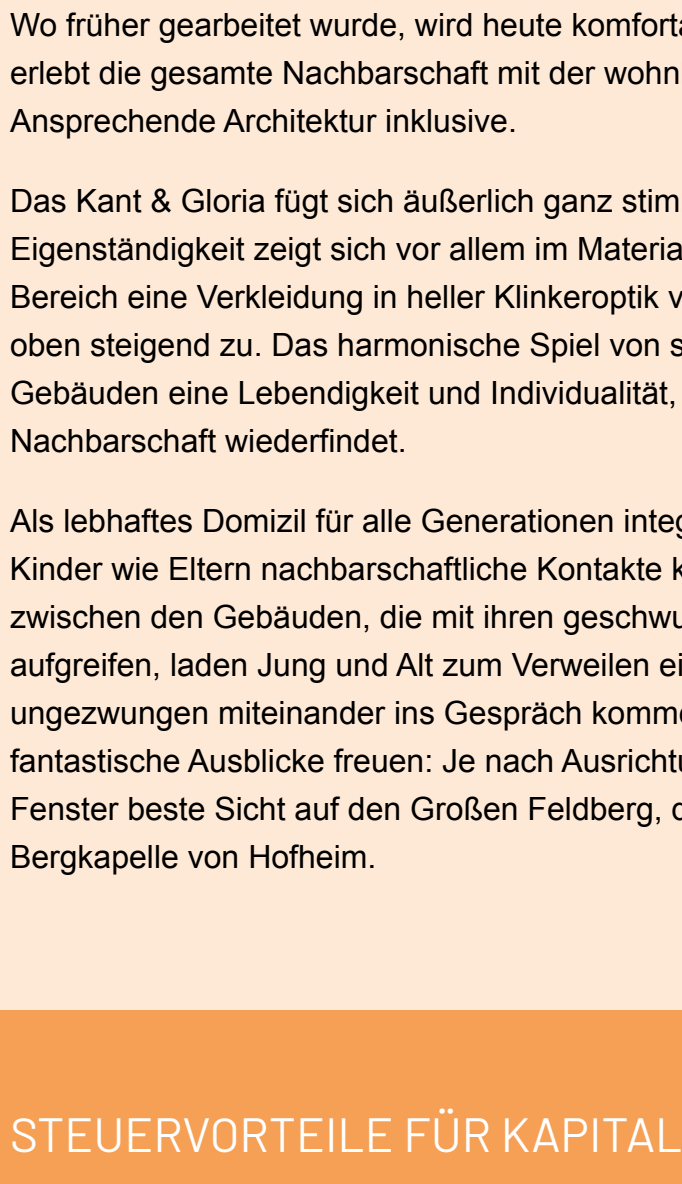 Wo früher gearbeitet wurde, wird heute komforta
erlebt die gesamte Nachbarschaft mit der wohn
Ansprechende Architektur inklusive.
Das Kant & Gloria fügt sich äußerlich ganz stim
Eigenständigkeit zeigt sich vor allem im Materia
Bereich eine Verkleidung in heller Klinkeroptik v
oben steigend zu. Das harmonische Spiel von s
Gebäuden eine Lebendigkeit und Individualität,
Nachbarschaft wiederfindet.
Als lebhaftes Domizil für alle Generationen integ
Kinder wie Eltern nachbarschaftliche Kontakte k
zwischen den Gebäuden, die mit ihren geschwu
aufgreifen, laden Jung und Alt zum Verweilen ei
ungezwungen miteinander ins Gespräch komme
fantastische Ausblicke freuen: Je nach Ausrichtu
Fenster beste Sicht auf den Großen Feldberg, d
Bergkapelle von Hofheim.
STEUERVORTEILE FÜR KAPITAL